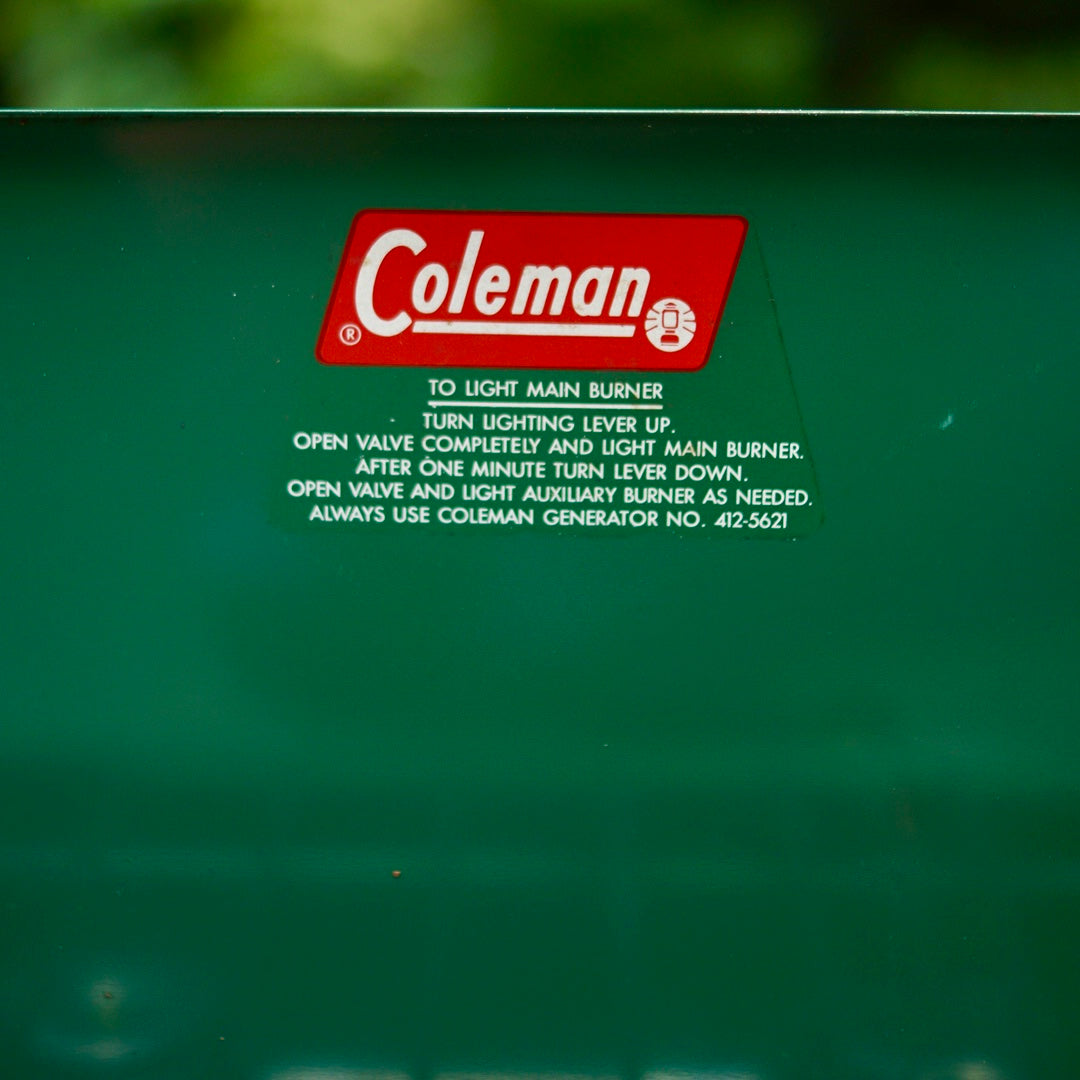 Coleman
®
TO LIGHT MAIN BURNER
TURN LIGHTING LEVER UP.
OPEN VALVE COMPLETELY AND LIGHT MAIN BURNER.
AFTER ONE MINUTE TURN LEVER DOWN.
OPEN VALVE AND LIGHT AUXILIARY BURNER AS NEEDED.
ALWAYS USE COLEMAN GENERATOR NO. 412-5621